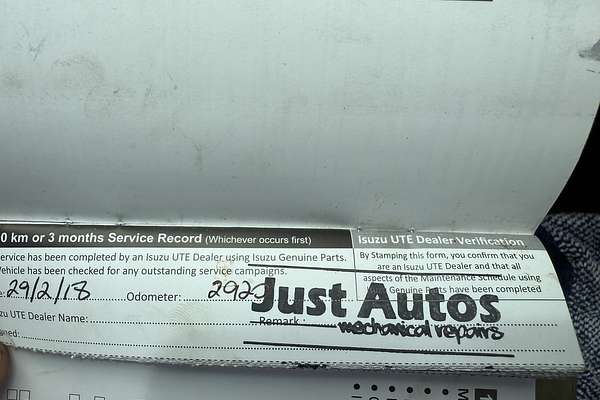 0 km or 3 months Service Record (Whichever occurs first)
ervice has been completed by an Isuzu UTE Dealer using Isuzu Genuine Parts.
ehicle has been checked for any outstanding service campaigns.
e: 29/2/18 Odometer: 2920
zu UTE Dealer Name: Remark
ned:
Isuzu UTE Dealer Verification
By Stamping this form, you confirm that you
are an Isuzu UTE Dealer and that all
aspects of the Maintenance Schedule using
Genuine Parts have been completed
Just Autos
mechanical repairs